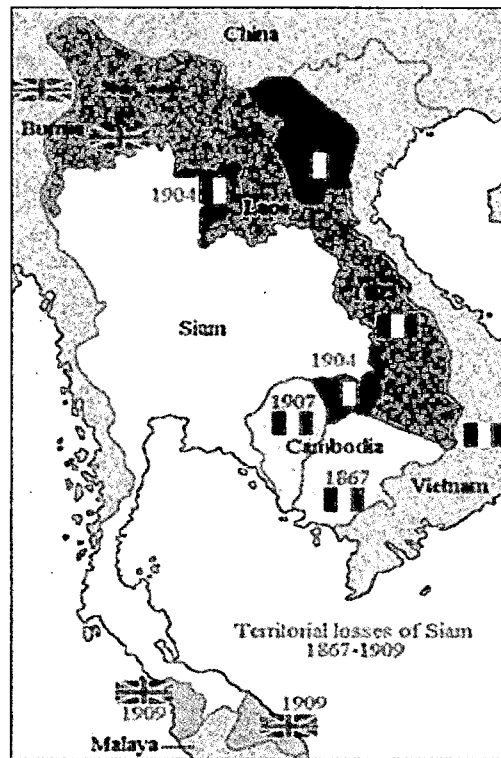 China
Burma
1904
Laos
Siam
1904
1907
Cambodia
1867
Vietnam
Territorial losses of Siam
1867-1909
1909
1909
Malaya